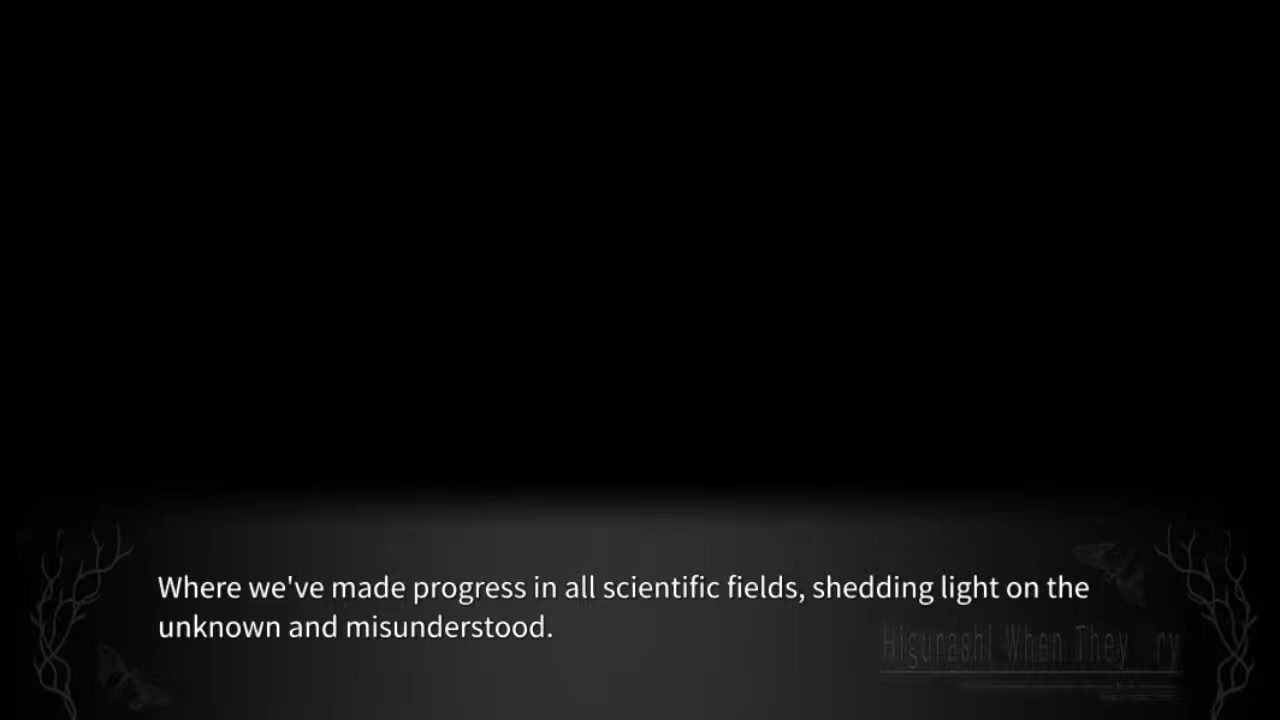 Where we've made progress in all scientific fields, shedding light on the
unknown and misunderstood.
Higurashi When They ry